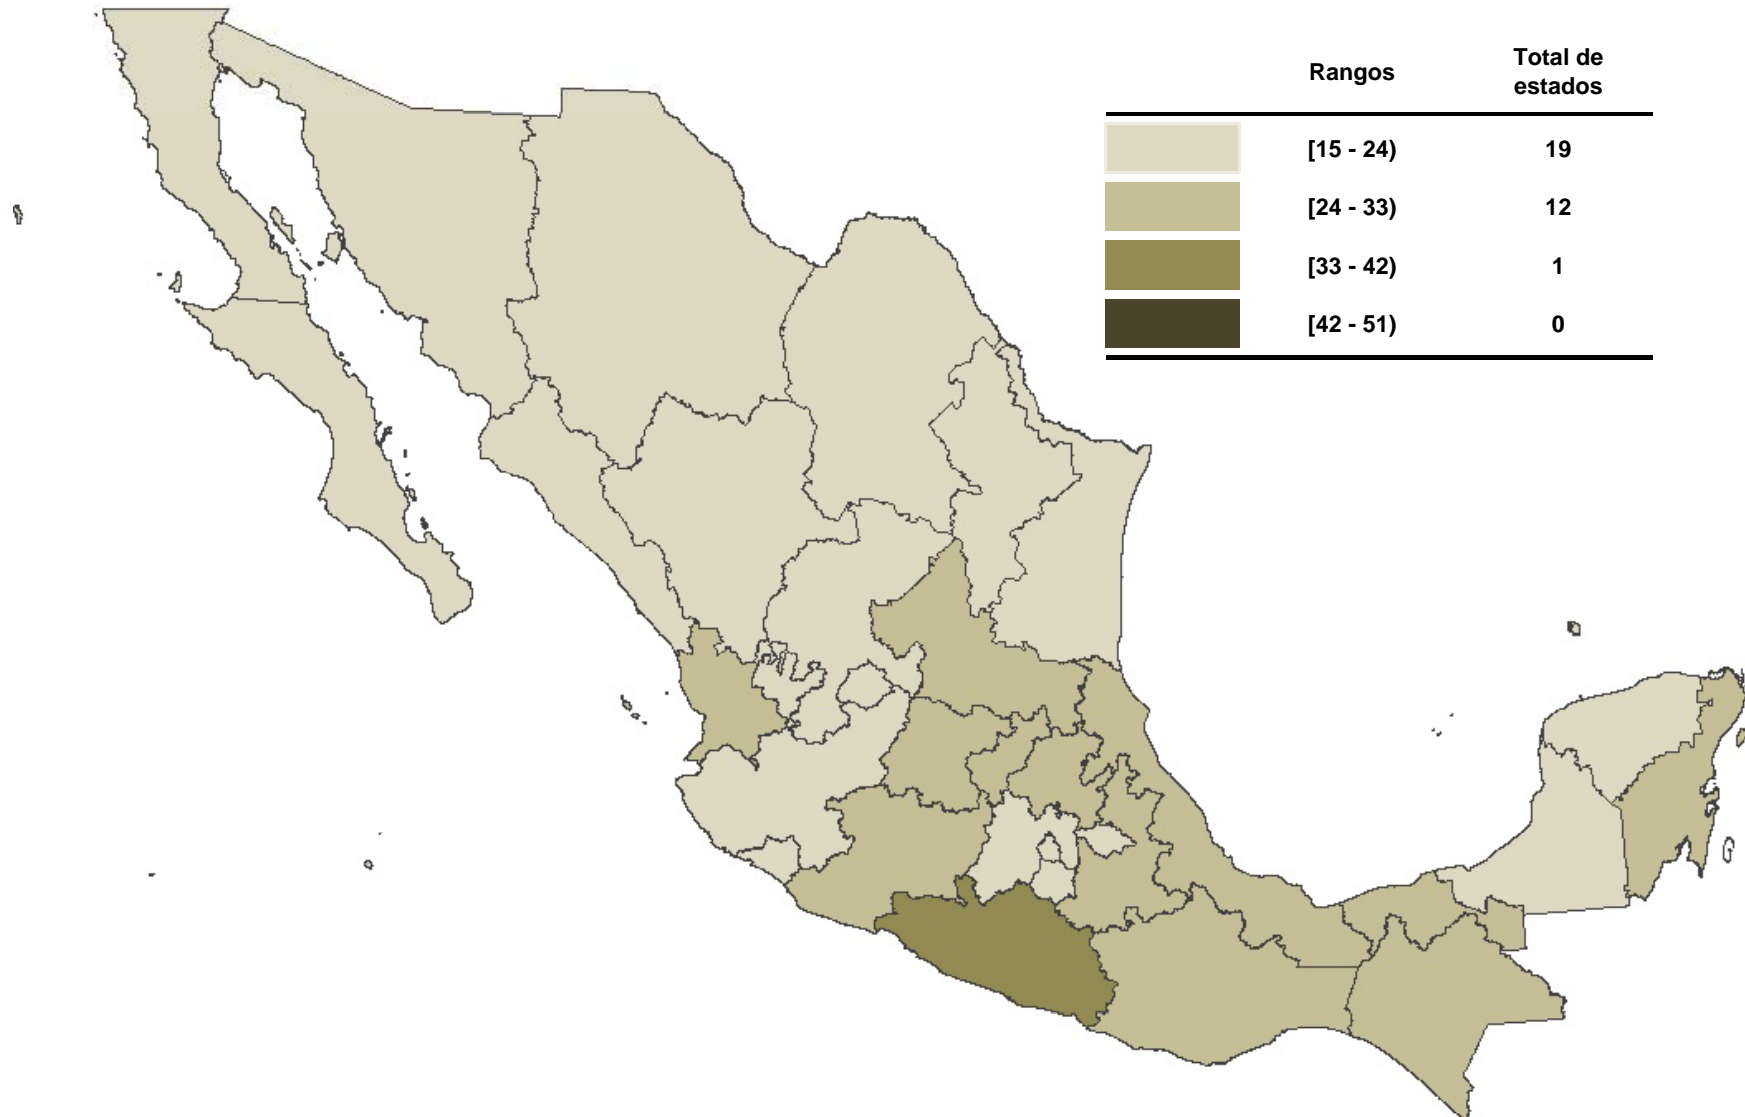 Rangos Total de
estados
[15 - 24) 19
[24 - 33) 12
[33 - 42) 1
[42 - 51) 0